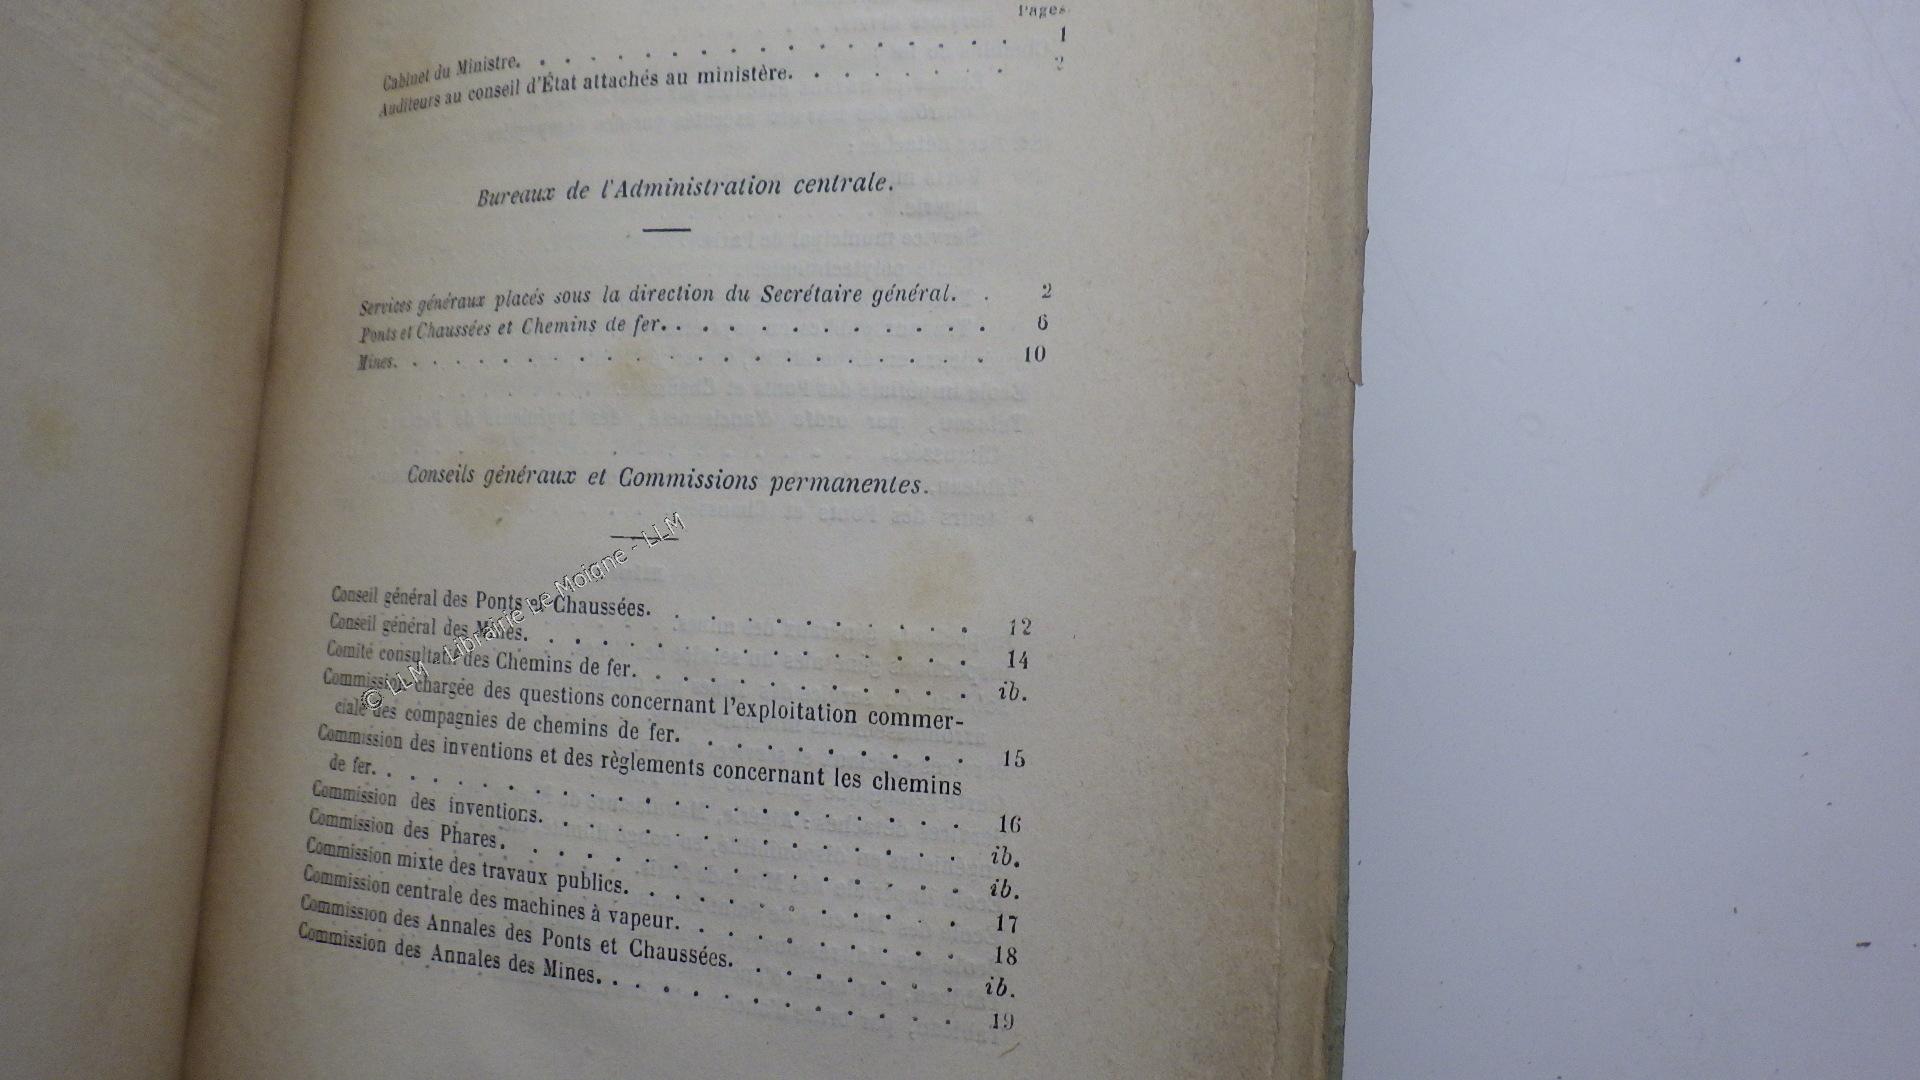 Pages
Cabinet du Ministre. . . . . . . . . . . . . . . . . . 1
Auditeurs au conseil d'État attachés au ministère. . . . . . . . 2
Bureaux de l'Administration centrale.
Services généraux placés sous la direction du Secrétaire général. . 2
Ponts et Chaussées et Chemins de fer. . . . . . . . . . . . 6
Mines. . . . . . . . . . . . . . . . . . . . . . 10
Conseils généraux et Commissions permanentes.
Conseil général des Ponts et Chaussées. . . . . . . . . . . . 12
Conseil général des Mines. . . . . . . . . . . . . . . . . 14
Comité consultatif des Chemins de fer. . . . . . . . . . . . . ib.
Commission chargée des questions concernant l'exploitation commer-
ciale des compagnies de chemins de fer. . . . . . . . . . . 15
Commission des inventions et des règlements concernant les chemins
de fer. . . . . . . . . . . . . . . . . . . . . . 16
Commission des inventions. . . . . . . . . . . . . . . . ib.
Commission des Phares. . . . . . . . . . . . . . . . . ib.
Commission mixte des travaux publics. . . . . . . . . . . . . 17
Commission centrale des machines à vapeur. . . . . . . . . . . 18
Commission des Annales des Ponts et Chaussées. . . . . . . . . ib.
Commission des Annales des Mines. . . . . . . . . . . . . . 19
© LLM - Librairie Le Moigne - LLM